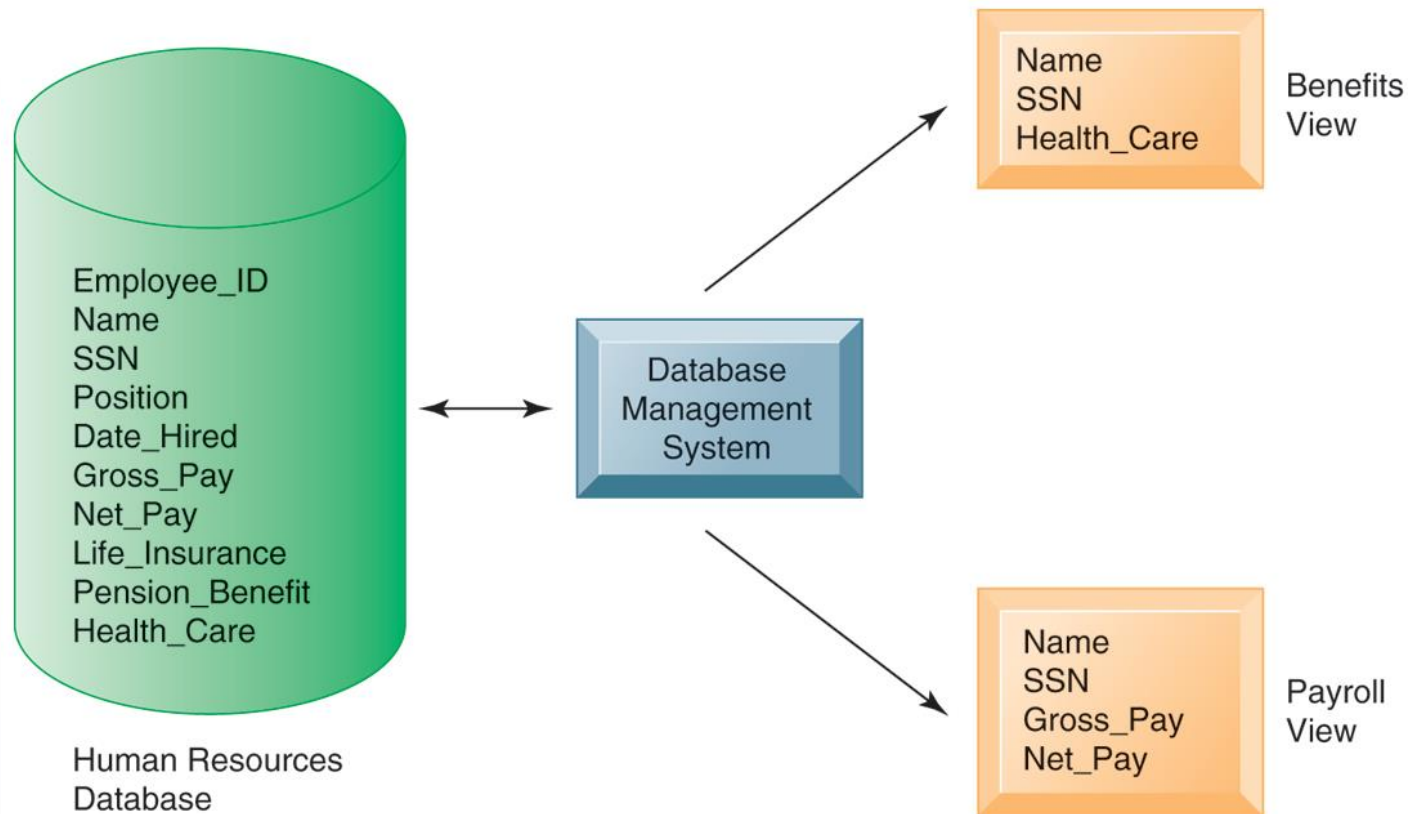 Employee_ID
Name
SSN
Position
Date_Hired
Gross_Pay
Net_Pay
Life_Insurance
Pension_Benefit
Health_Care
Human Resources
Database
Database
Management
System
Name
SSN
Health_Care
Benefits
View
Name
SSN
Gross_Pay
Net_Pay
Payroll
View